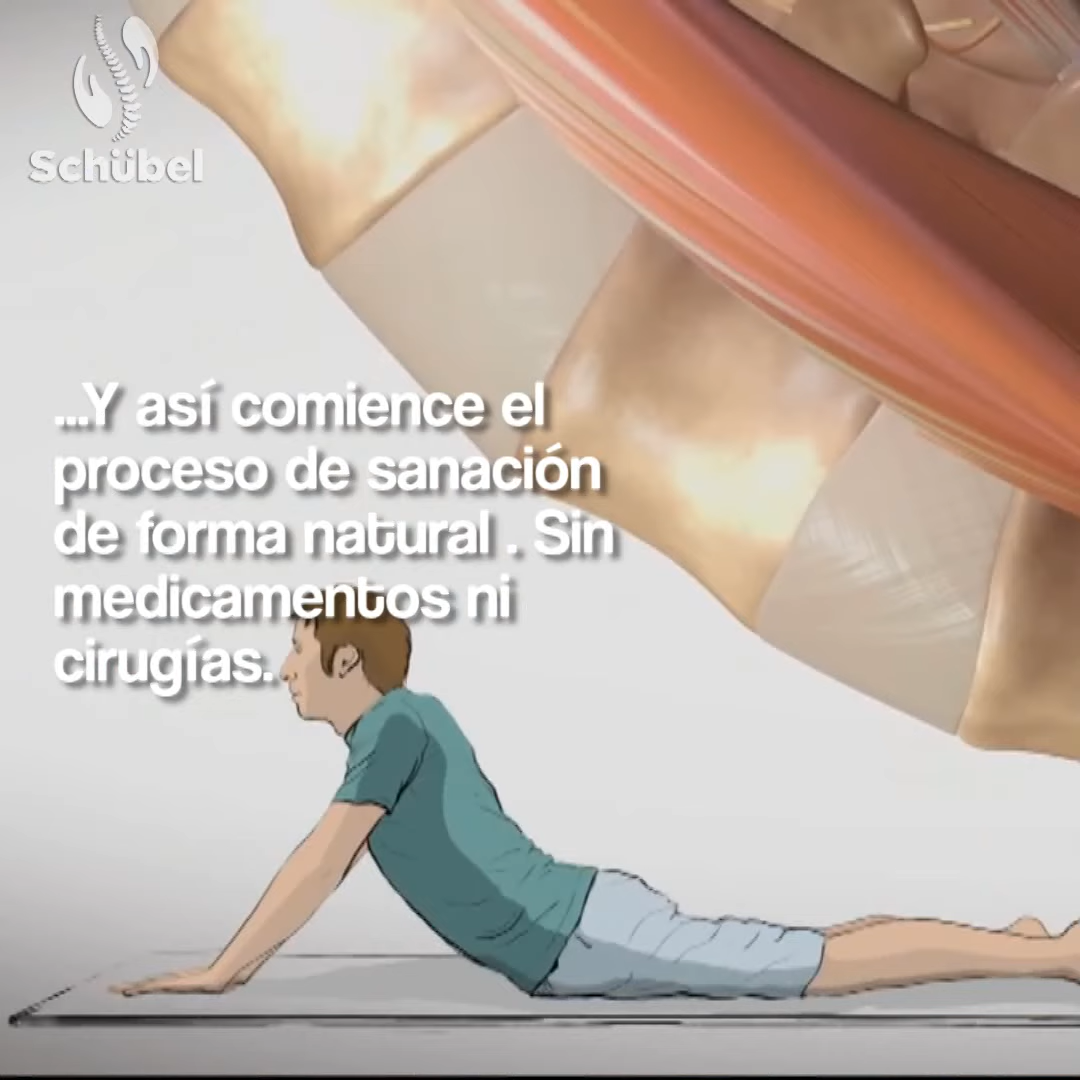 Schübel
...Y así comience el
proceso de sanación
de forma natural . Sin
medicamentos ni
cirugías.